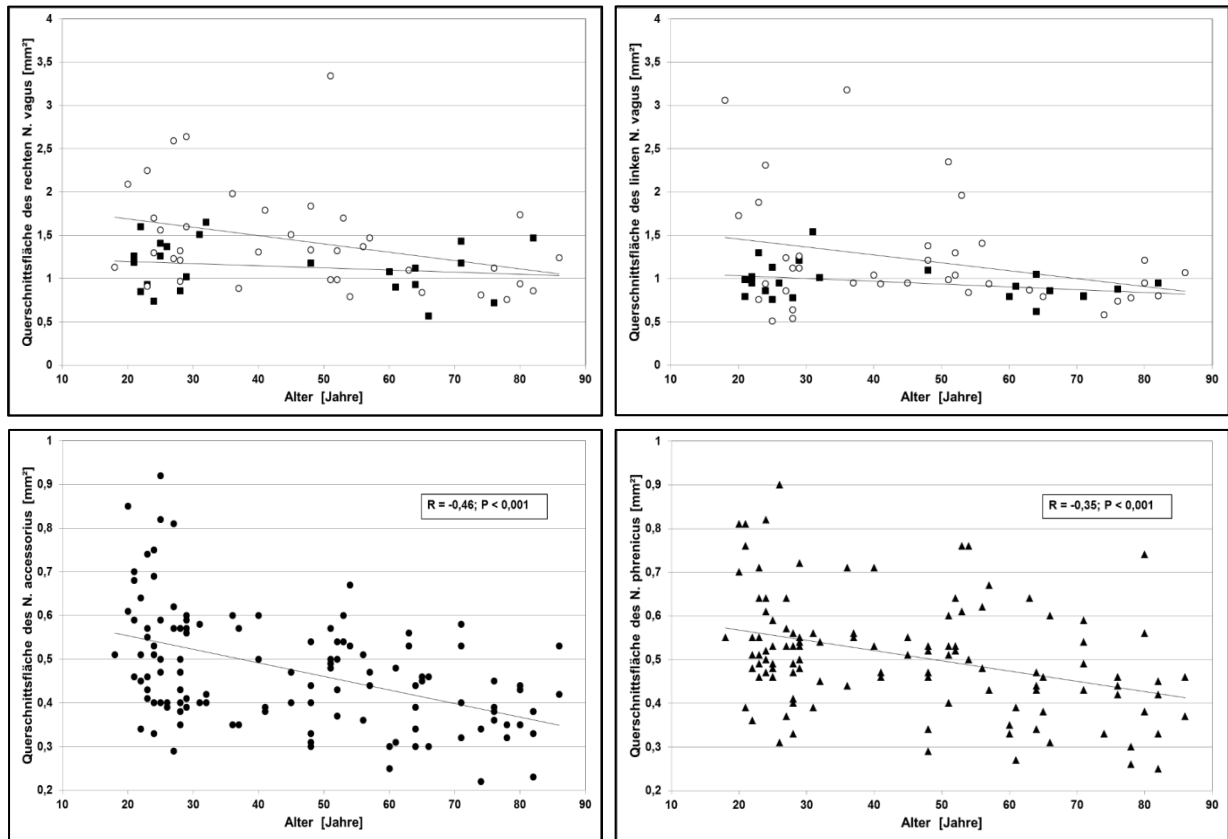 Querschnittsfläche des rechten N. vagus [mm²]
4
3,5
3
2,5
2
1,5
1
0,5
0
10 20 30 40 50 60 70 80 90
Alter [Jahre]
Querschnittsfläche des linken N. vagus [mm²]
4
3,5
3
2,5
2
1,5
1
0,5
0
10 20 30 40 50 60 70 80 90
Alter [Jahre]
Querschnittsfläche des N. accessorius [mm²]
1
0,9
0,8
0,7
0,6
0,5
0,4
0,3
0,2
R = -0,46; P < 0,001
10 20 30 40 50 60 70 80 90
Alter [Jahre]
Querschnittsfläche des N. phrenicus [mm²]
1
0,9
0,8
0,7
0,6
0,5
0,4
0,3
0,2
R = -0,35; P < 0,001
10 20 30 40 50 60 70 80 90
Alter [Jahre]